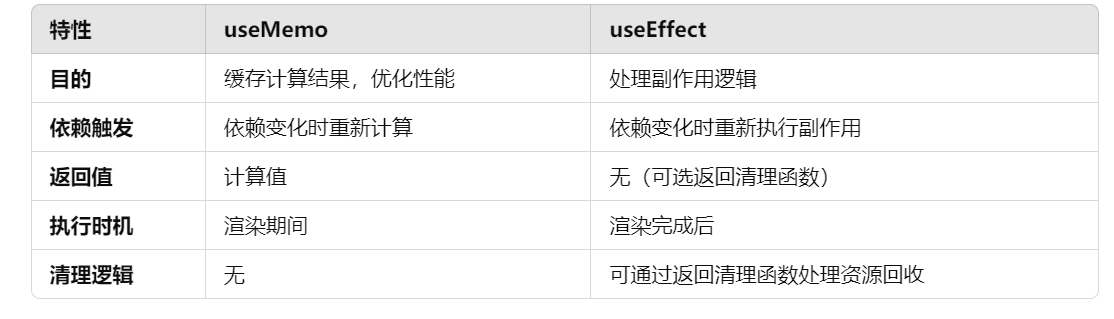 特性 useMemo useEffect
目的 缓存计算结果，优化性能 处理副作用逻辑
依赖触发 依赖变化时重新计算 依赖变化时重新执行副作用
返回值 计算值 无（可选返回清理函数）
执行时机 渲染期间 渲染完成后
清理逻辑 无 可通过返回清理函数处理资源回收